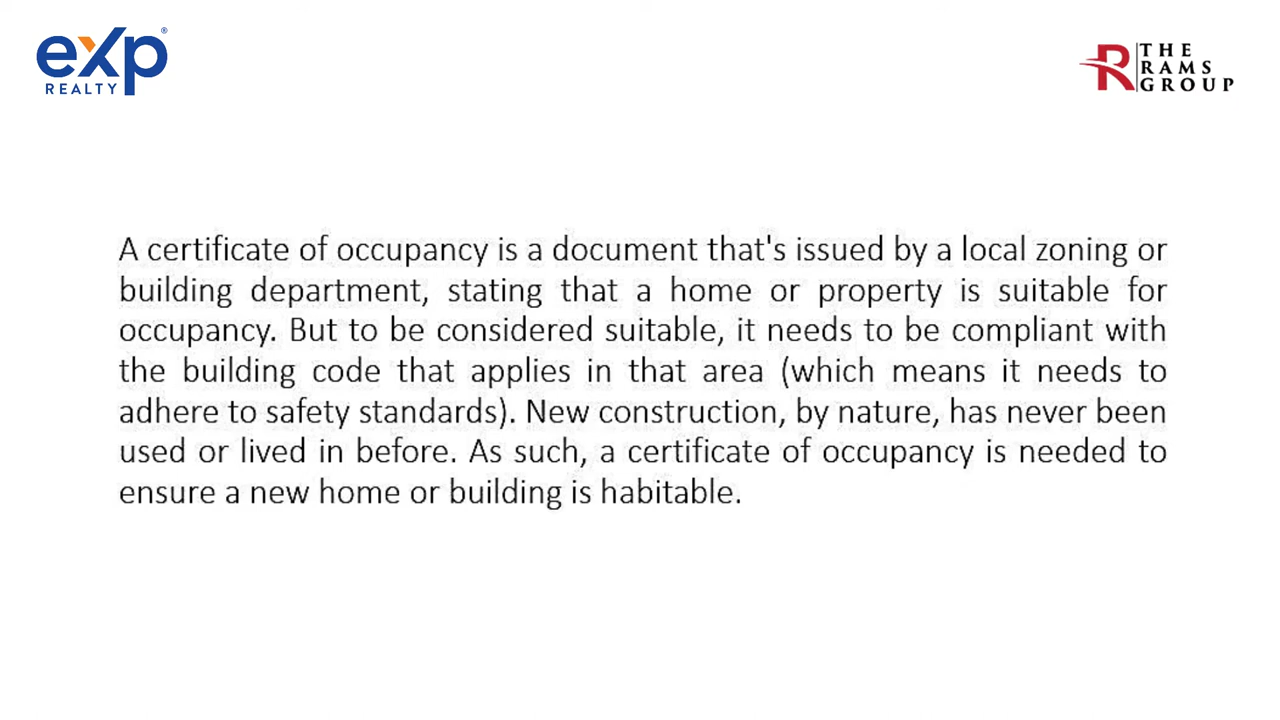 eXp®
REALTY
THE
RAMS
GROUP
A certificate of occupancy is a document that's issued by a local zoning or
building department, stating that a home or property is suitable for
occupancy. But to be considered suitable, it needs to be compliant with
the building code that applies in that area (which means it needs to
adhere to safety standards). New construction, by nature, has never been
used or lived in before. As such, a certificate of occupancy is needed to
ensure a new home or building is habitable.